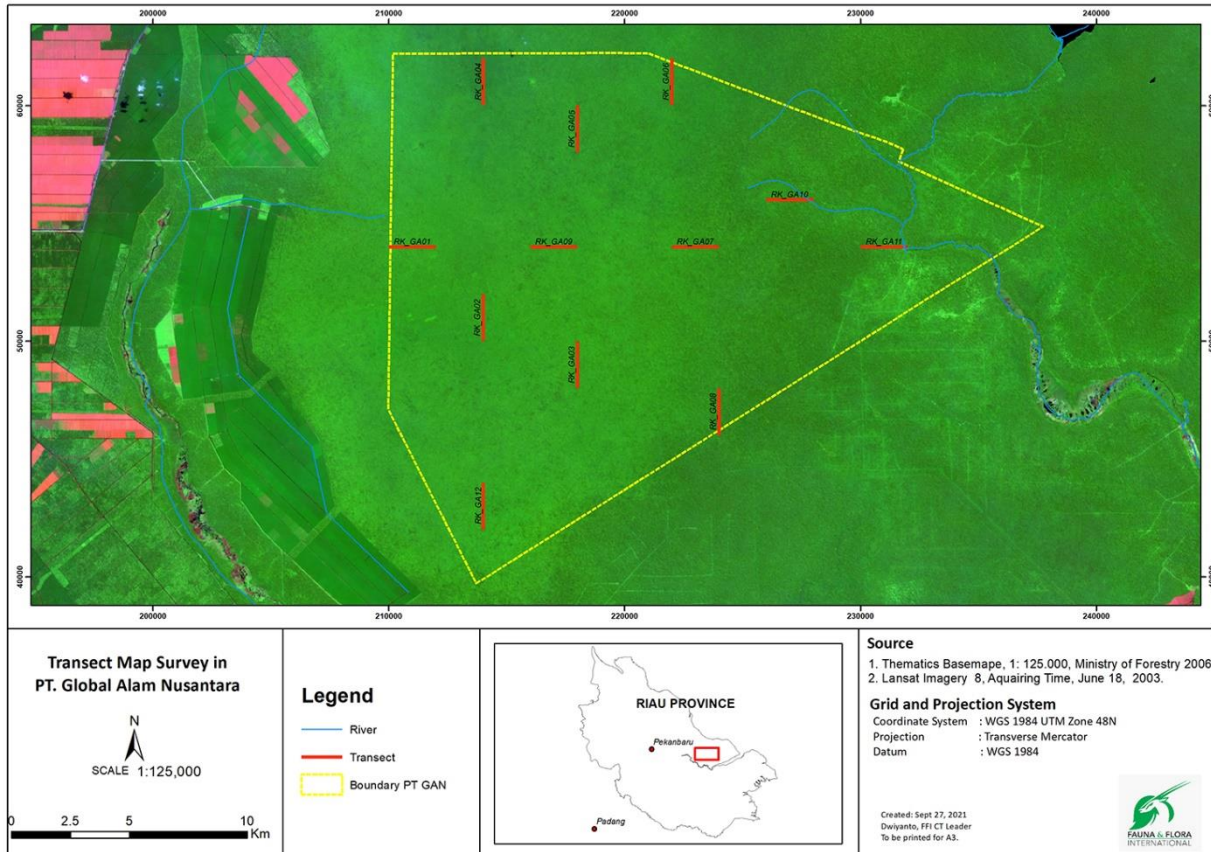 200000 210000 220000 230000 240000
60000
50000
40000
RK_GA04
RK_GA06
RK_GA05
RK_GA10
RK_GA01
RK_GA09
RK_GA07
RK_GA11
RK_GA02
RK_GA03
RK_GA08
RK_GA12
60000
50000
40000
200000 210000 220000 230000 240000
Transect Map Survey in
PT. Global Alam Nusantara
N
SCALE 1:125,000
0 2.5 5 10
Km
Legend
River
Transect
Boundary PT GAN
RIAU PROVINCE
Pekanbaru
Padang
Source
1. Thematics Basemape, 1: 125.000, Ministry of Forestry 2006
2. Lansat Imagery 8, Aquairing Time, June 18, 2003.
Grid and Projection System
Coordinate System : WGS 1984 UTM Zone 48N
Projection : Transverse Mercator
Datum : WGS 1984
Created: Sept 27, 2021
Dwiyanto, FFI CT Leader
To be printed for A3.
FAUNA & FLORA
INTERNATIONAL